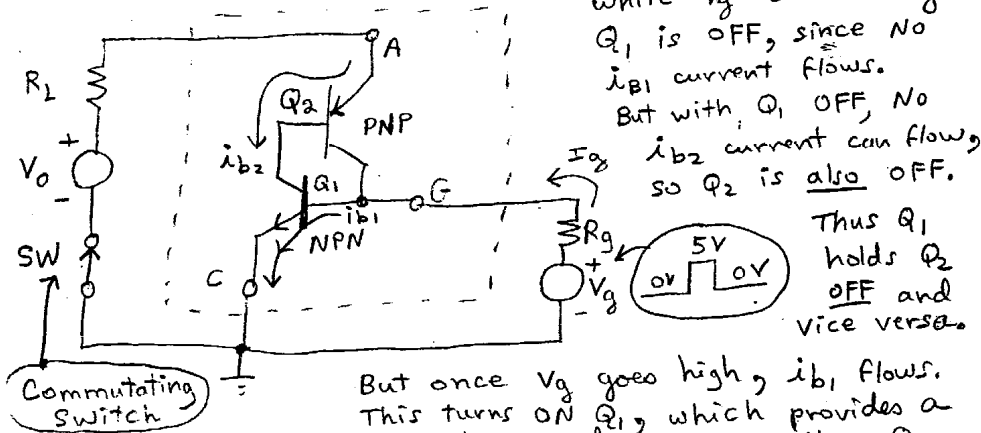 Q1 is OFF, since No
iB1 current flows.
But with Q1 OFF, No
ib2 current can flow,
so Q2 is also OFF.
Thus Q1
holds Q2
OFF and
vice versa.
A
RL
Q2
PNP
+
Vo
-
ib2
Q1
ib1
G
Ig
NPN
Rg
+
Vg
-
5V
0V
0V
SW
C
Commutating
Switch
But once Vg goes high, ib1 flows.
This turns ON Q1, which provides a